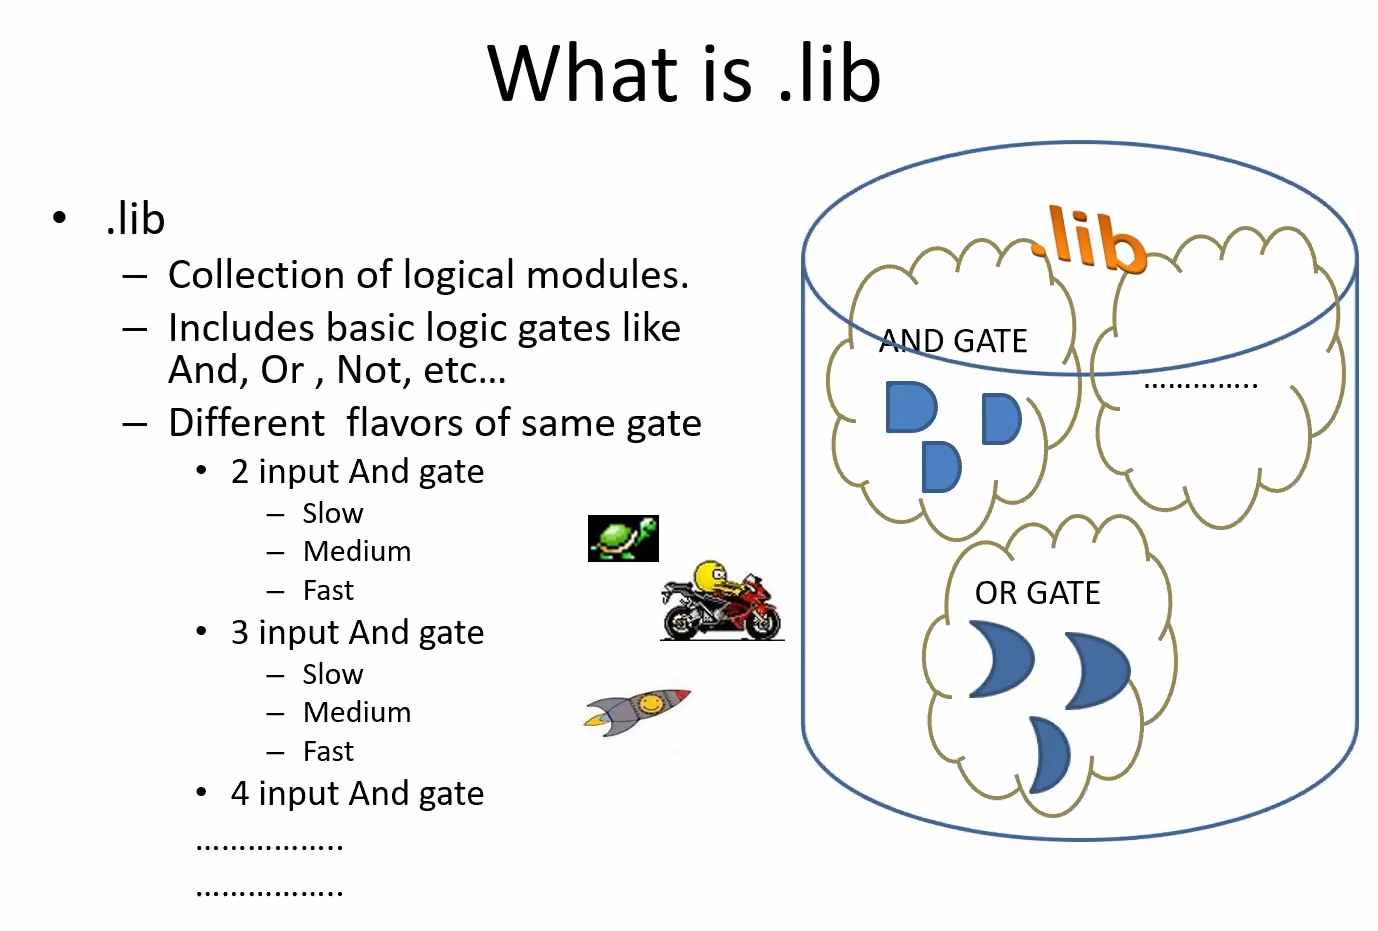 What is .lib
• .lib
– Collection of logical modules.
– Includes basic logic gates like
And, Or , Not, etc…
– Different flavors of same gate
• 2 input And gate
– Slow
– Medium
– Fast
• 3 input And gate
– Slow
– Medium
– Fast
• 4 input And gate
……………..
……………..
.lib
AND GATE
…………..
OR GATE